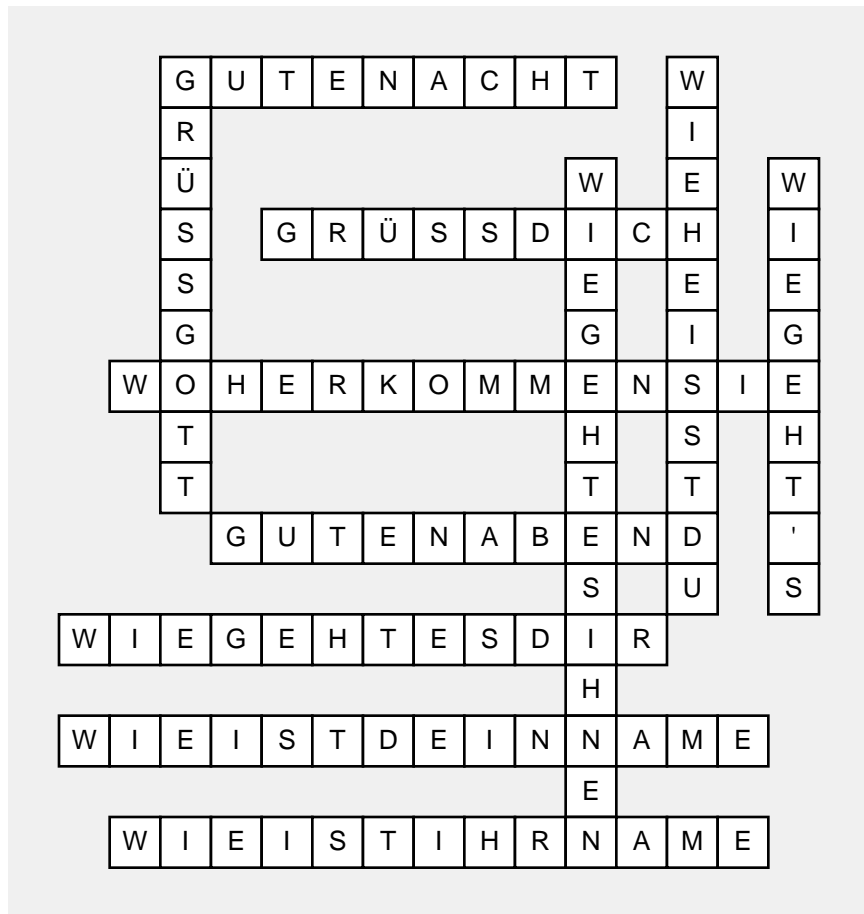 GUTENACHT
GRÜSSGOTT
WIEHEISSTDU
WIEGEHTESIHNEN
WIEGEHT'S
GRÜSSDICH
WOHERKOMMENSIE
GUTENABEND
WIEGEHTESDIR
WIEISTDEINNAME
WIEISTIHRNAME